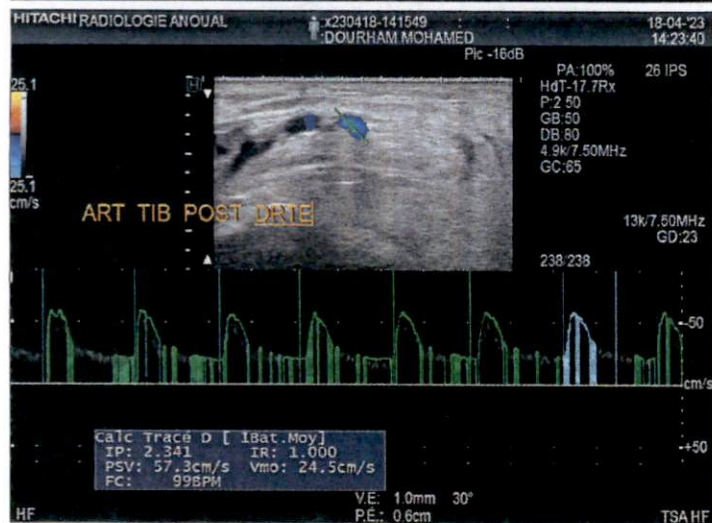 HITACHI RADIOLOGIE ANOUAL x230418-141549 18-04-'23
:DOURHAM MOHAMED 14:23:40
Pic -16dB
PA:100% 26 IPS
25.1
H
HdT-17.7Rx
P:2.50
GB:50
DB:80
4.9k/7.50MHz
GC:65
25.1
cm/s
ART TIB POST DRTE
13k/7.50MHz
GD:23
238/238
-50
cm/s
+50
Calc Tracé D [ 1Bat.Moy]
IP: 2.341 IR: 1.000
PSV: 57.3cm/s Vmo: 24.5cm/s
FC: 99BPM
V.E: 1.0mm 30°
HF P.É.: 0.6cm TSA HF